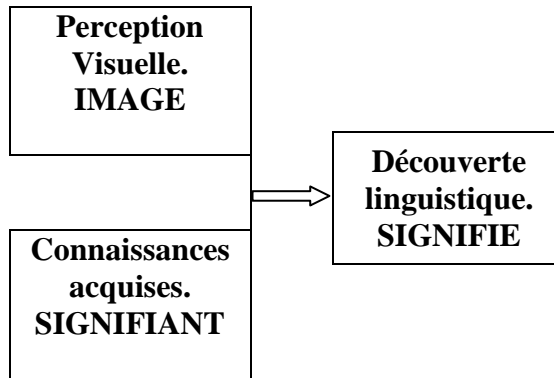 Perception
Visuelle.
IMAGE
Connaissances
acquises.
SIGNIFIANT
Découverte
linguistique.
SIGNIFIE